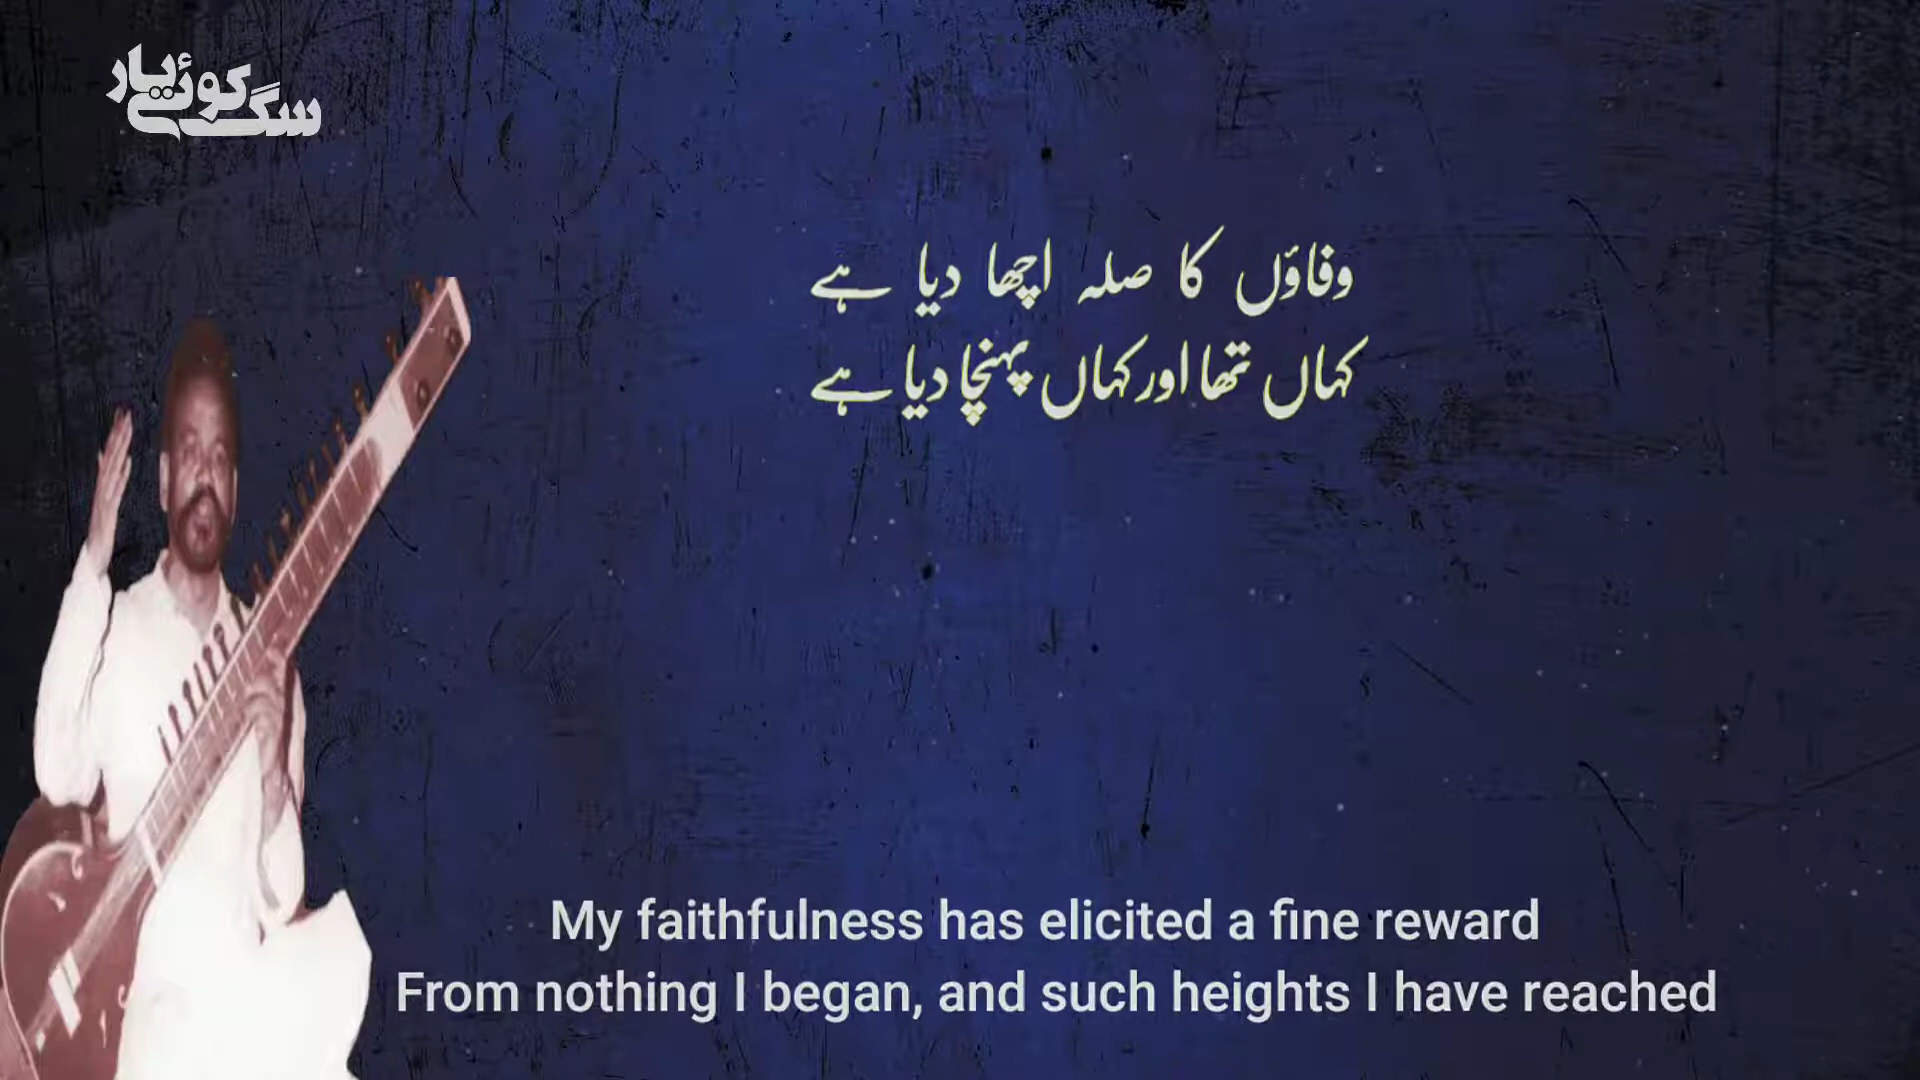 سگ کوئے یار
وفاؤں کا صلہ اچھا دیا ہے
کہاں تھا اور کہاں پہنچا دیا ہے
My faithfulness has elicited a fine reward
From nothing I began, and such heights I have reached